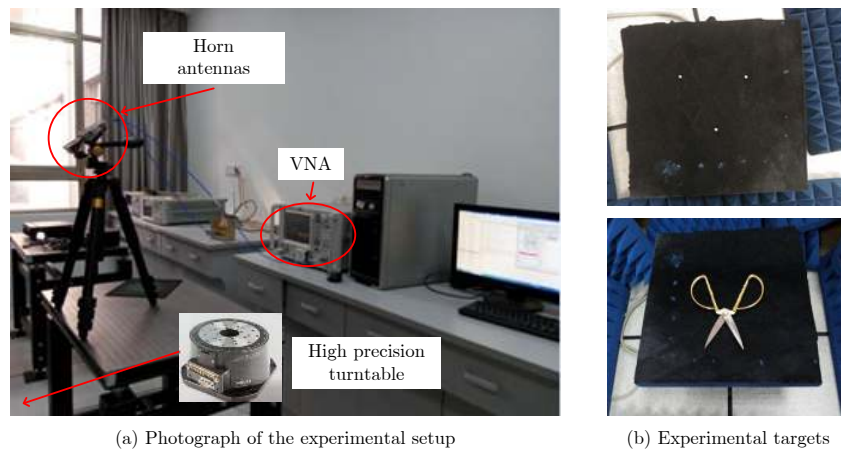 Horn
antennas
VNA
High precision
turntable
(a) Photograph of the experimental setup
(b) Experimental targets